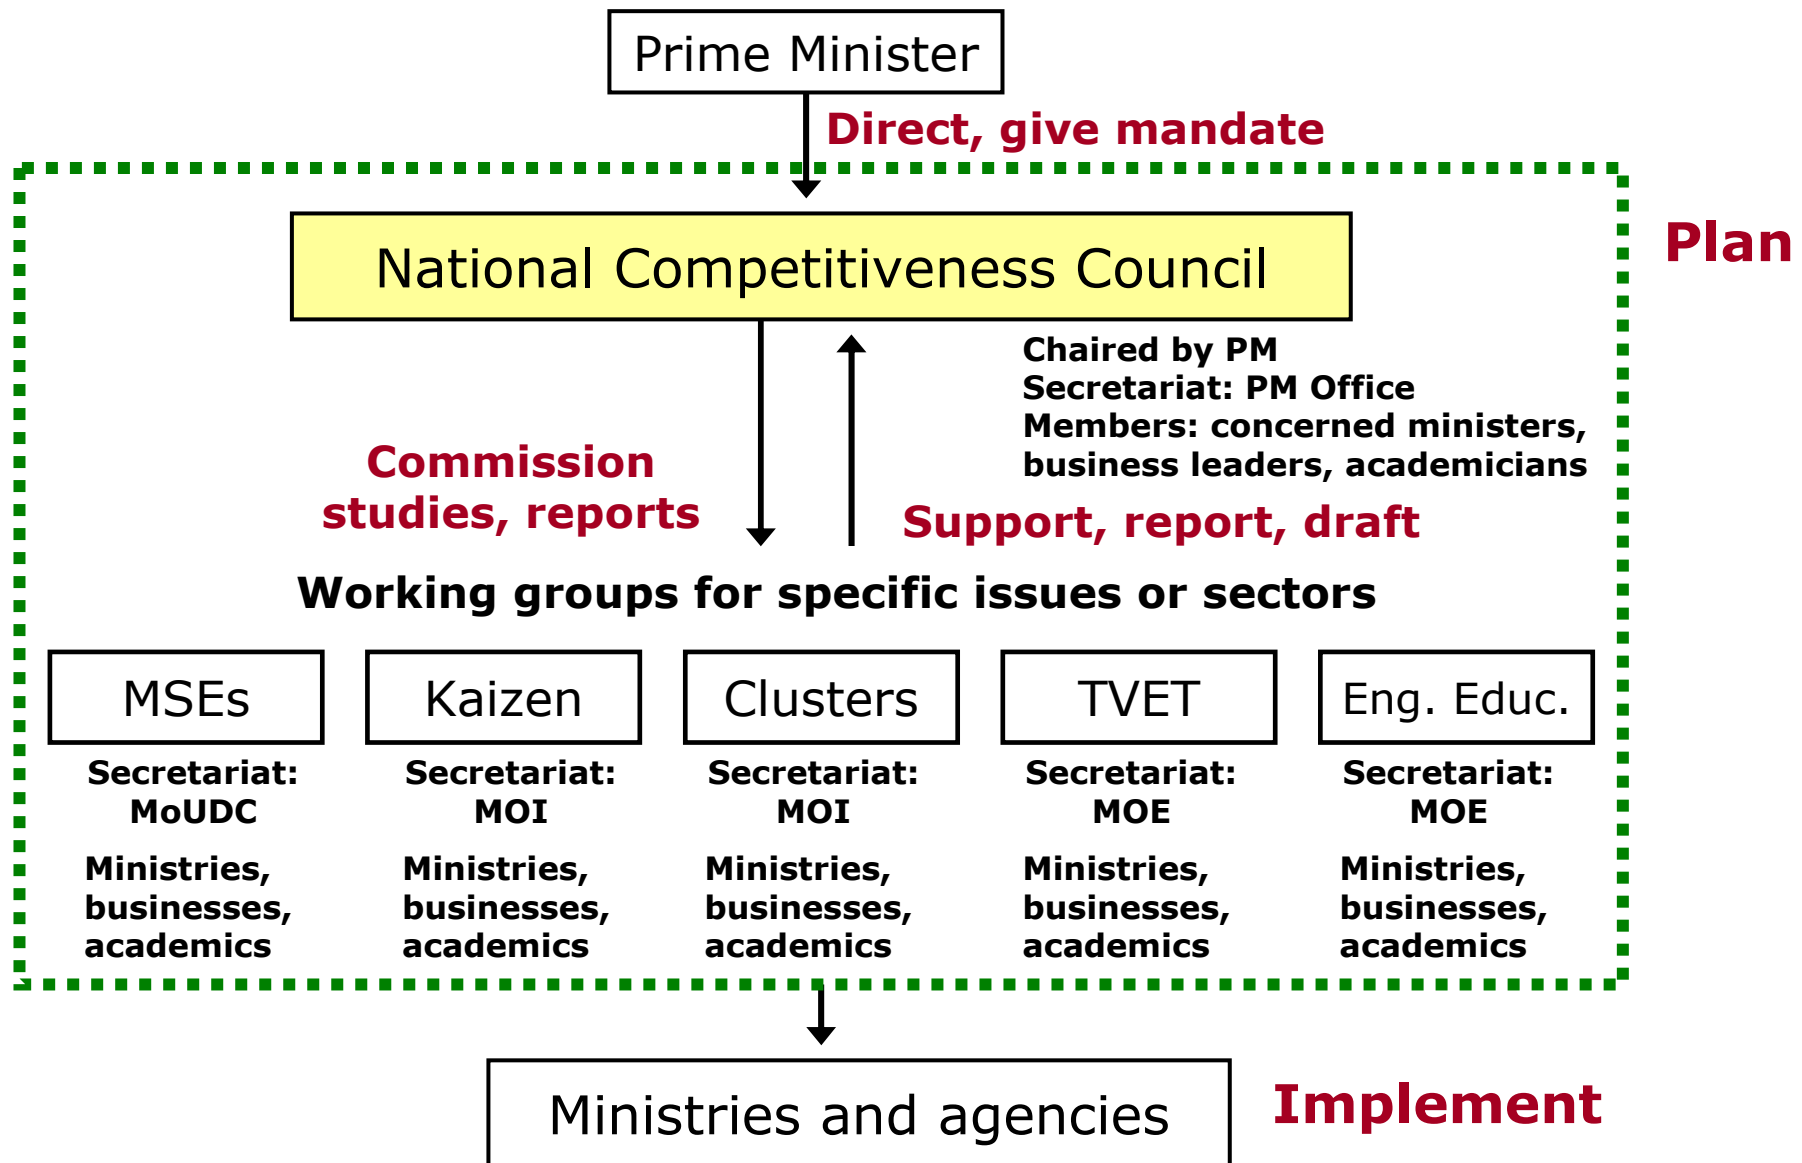 Prime Minister
Direct, give mandate
Plan
National Competitiveness Council
Chaired by PM
Secretariat: PM Office
Members: concerned ministers,
business leaders, academicians
Commission
studies, reports
Support, report, draft
Working groups for specific issues or sectors
MSEs
Secretariat:
MoUDC
Ministries,
businesses,
academics
Kaizen
Secretariat:
MOI
Ministries,
businesses,
academics
Clusters
Secretariat:
MOI
Ministries,
businesses,
academics
TVET
Secretariat:
MOE
Ministries,
businesses,
academics
Eng. Educ.
Secretariat:
MOE
Ministries,
businesses,
academics
Ministries and agencies
Implement